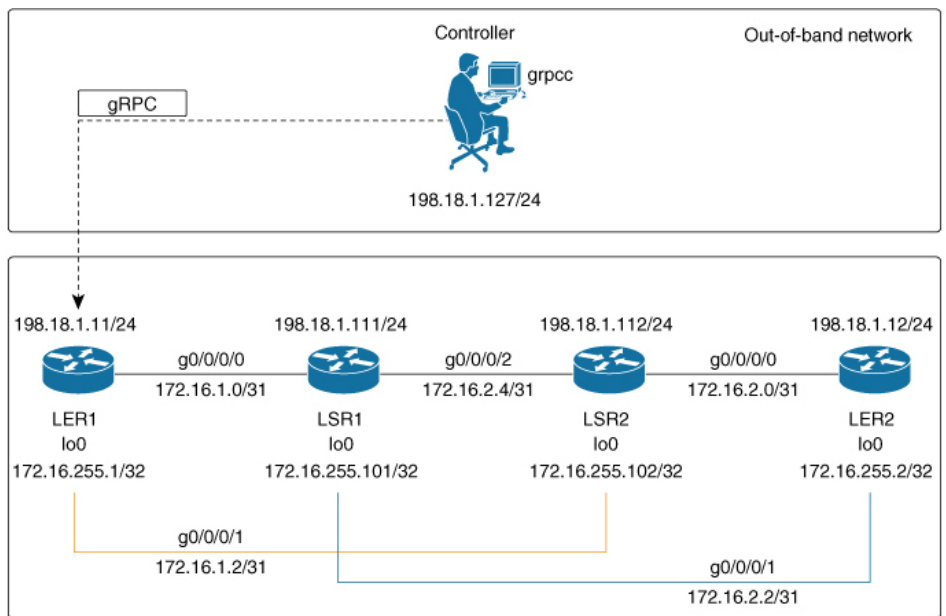 Controller
Out-of-band network
grpcc
gRPC
198.18.1.127/24
198.18.1.11/24
198.18.1.111/24
198.18.1.112/24
198.18.1.12/24
g0/0/0/0
g0/0/0/2
g0/0/0/0
172.16.1.0/31
172.16.2.4/31
172.16.2.0/31
LER1
LSR1
LSR2
LER2
lo0
lo0
lo0
lo0
172.16.255.1/32
172.16.255.101/32
172.16.255.102/32
172.16.255.2/32
g0/0/0/1
172.16.1.2/31
g0/0/0/1
172.16.2.2/31